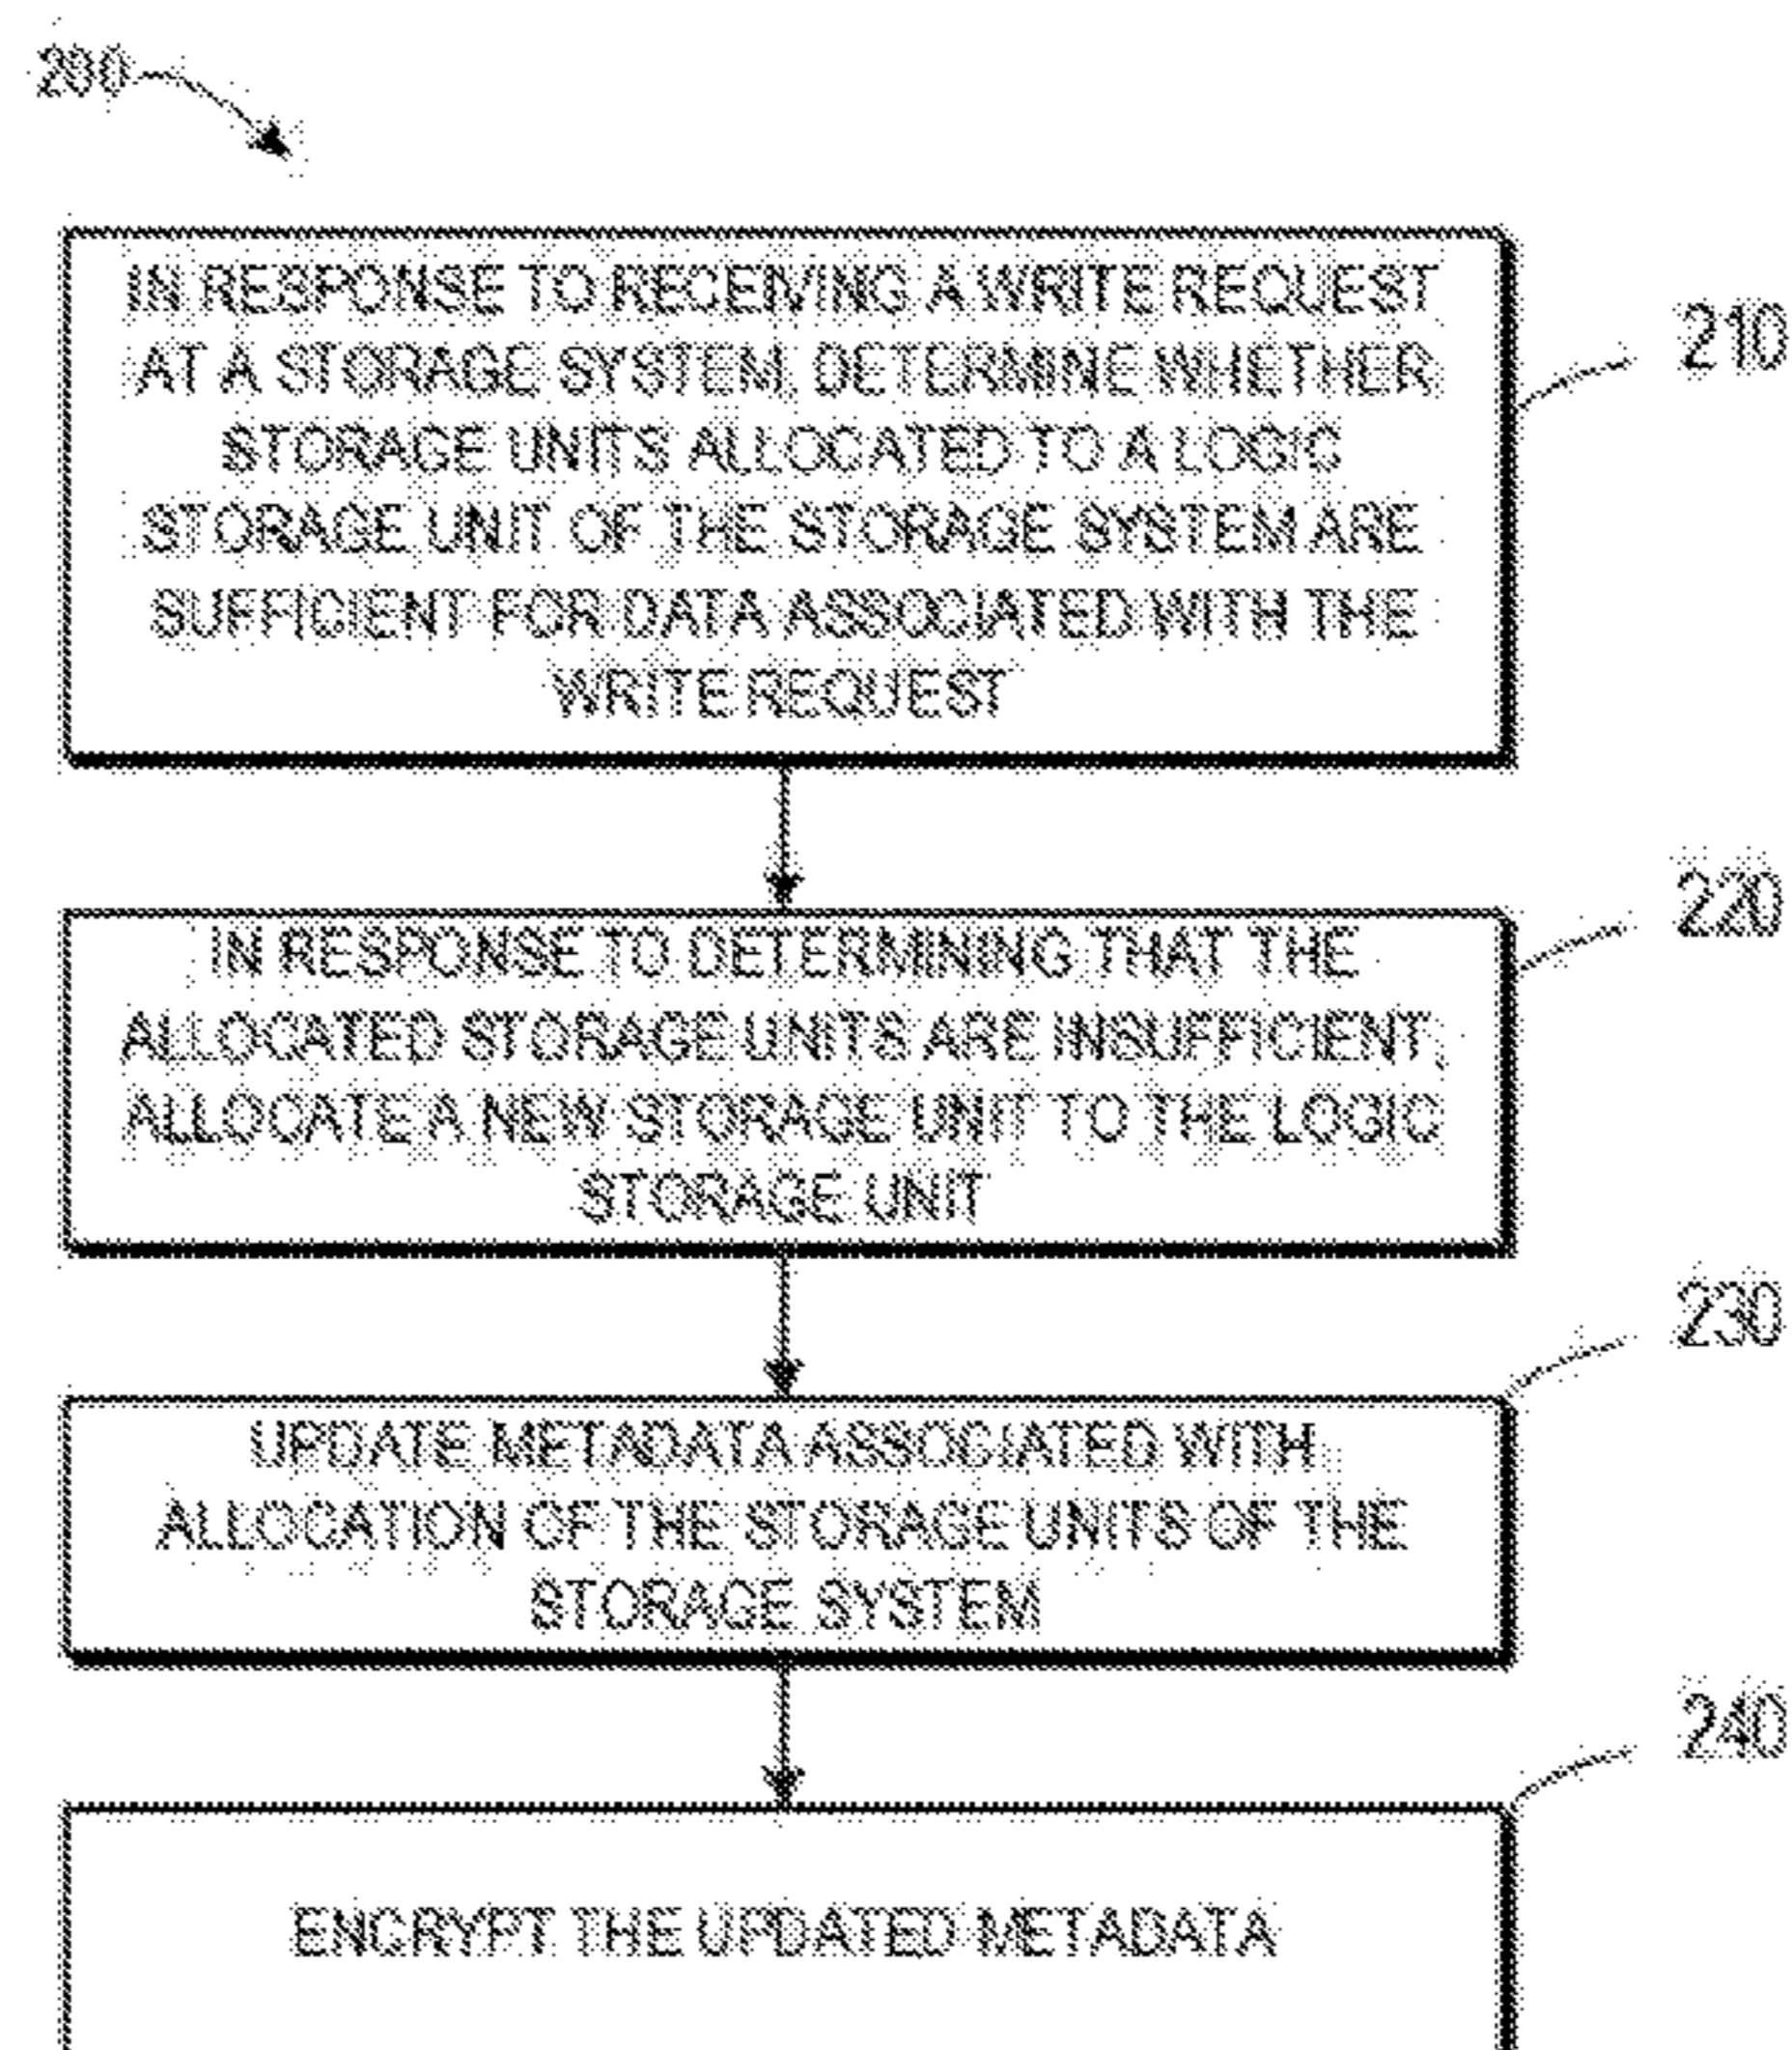 200
IN RESPONSE TO RECEIVING A WRITE REQUEST
AT A STORAGE SYSTEM, DETERMINE WHETHER
STORAGE UNITS ALLOCATED TO A LOGIC
STORAGE UNIT OF THE STORAGE SYSTEM ARE
SUFFICIENT FOR DATA ASSOCIATED WITH THE
WRITE REQUEST
210
IN RESPONSE TO DETERMINING THAT THE
ALLOCATED STORAGE UNITS ARE INSUFFICIENT,
ALLOCATE A NEW STORAGE UNIT TO THE LOGIC
STORAGE UNIT
220
UPDATE METADATA ASSOCIATED WITH
ALLOCATION OF THE STORAGE UNITS OF THE
STORAGE SYSTEM
230
ENCRYPT THE UPDATED METADATA
240